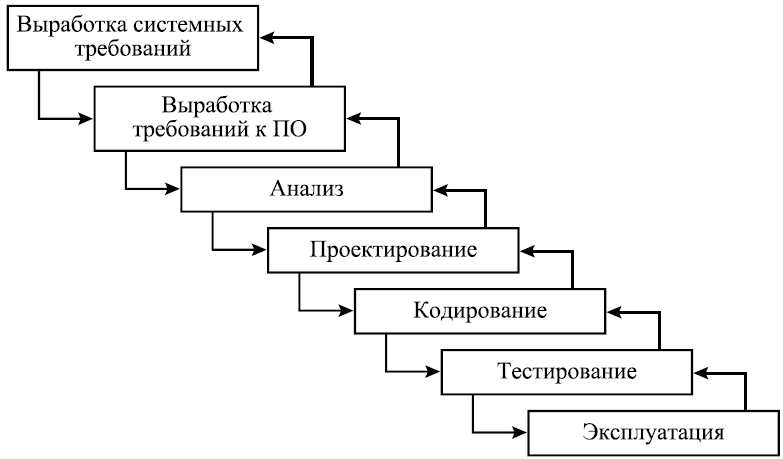 Выработка системных
требований
Выработка
требований к ПО
Анализ
Проектирование
Кодирование
Тестирование
Эксплуатация